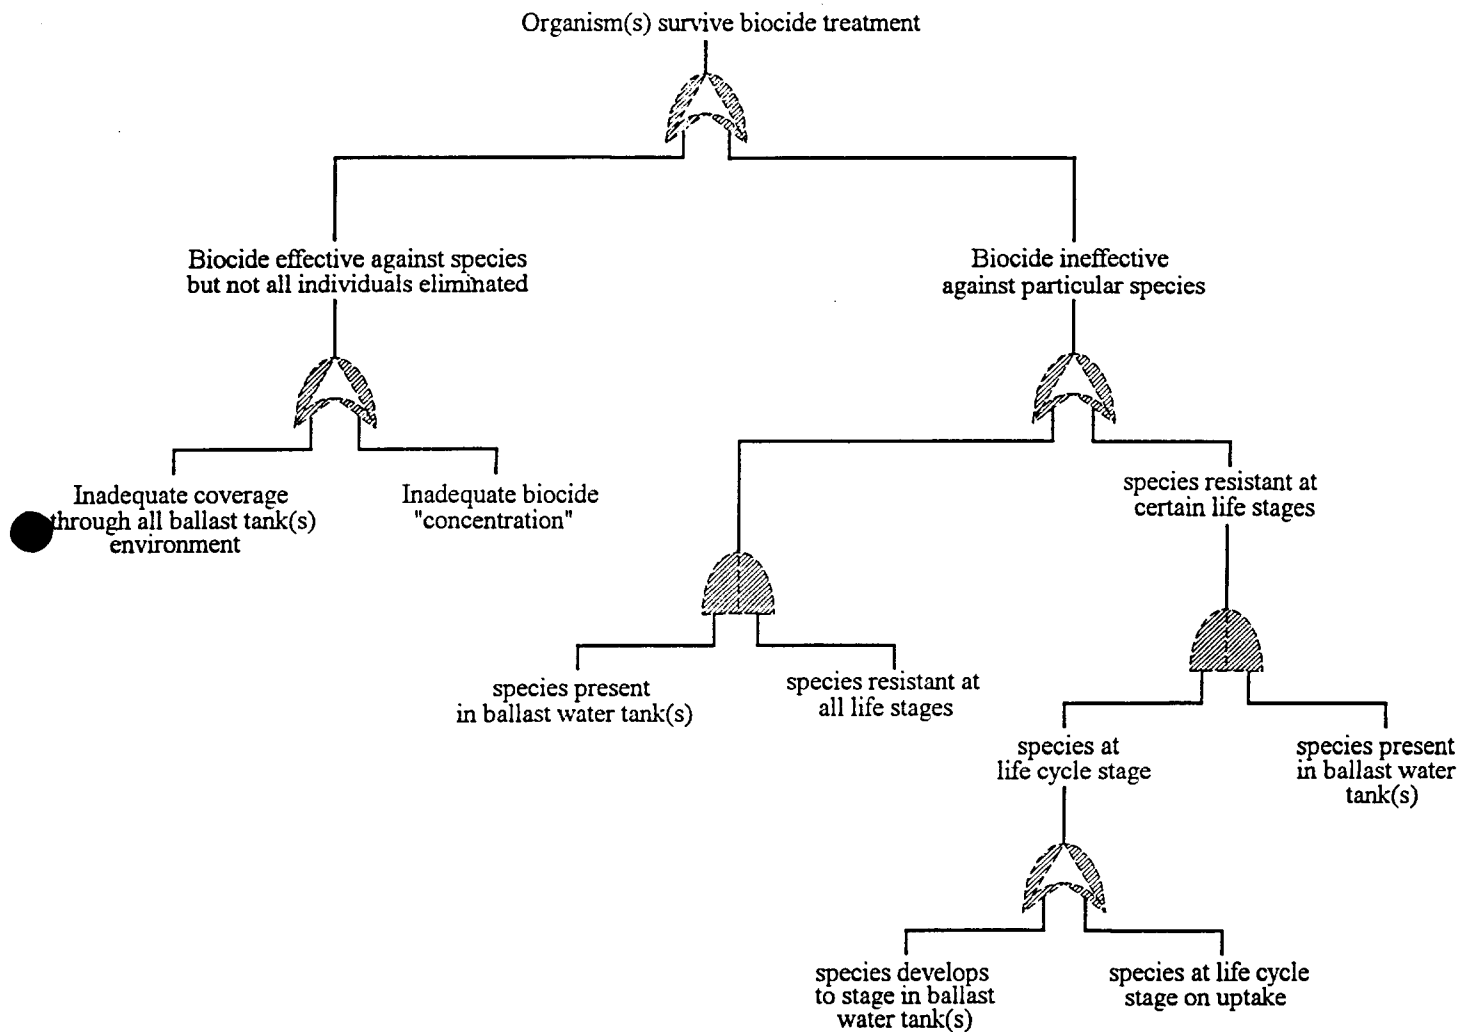 Organism(s) survive biocide treatment
Biocide effective against species
but not all individuals eliminated
Biocide ineffective
against particular species
Inadequate coverage
through all ballast tank(s)
environment
Inadequate biocide
"concentration"
species resistant at
certain life stages
species present
in ballast water tank(s)
species resistant at
all life stages
species at
life cycle stage
species present
in ballast water
tank(s)
species develops
to stage in ballast
water tank(s)
species at life cycle
stage on uptake